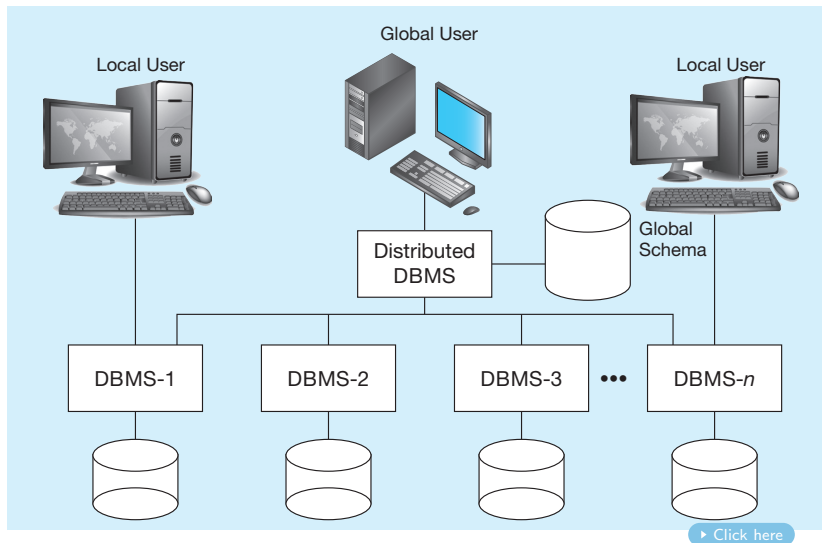 Global User
Local User
Local User
Global
Schema
Distributed
DBMS
DBMS-1
DBMS-2
DBMS-3
•••
DBMS-n
Click here